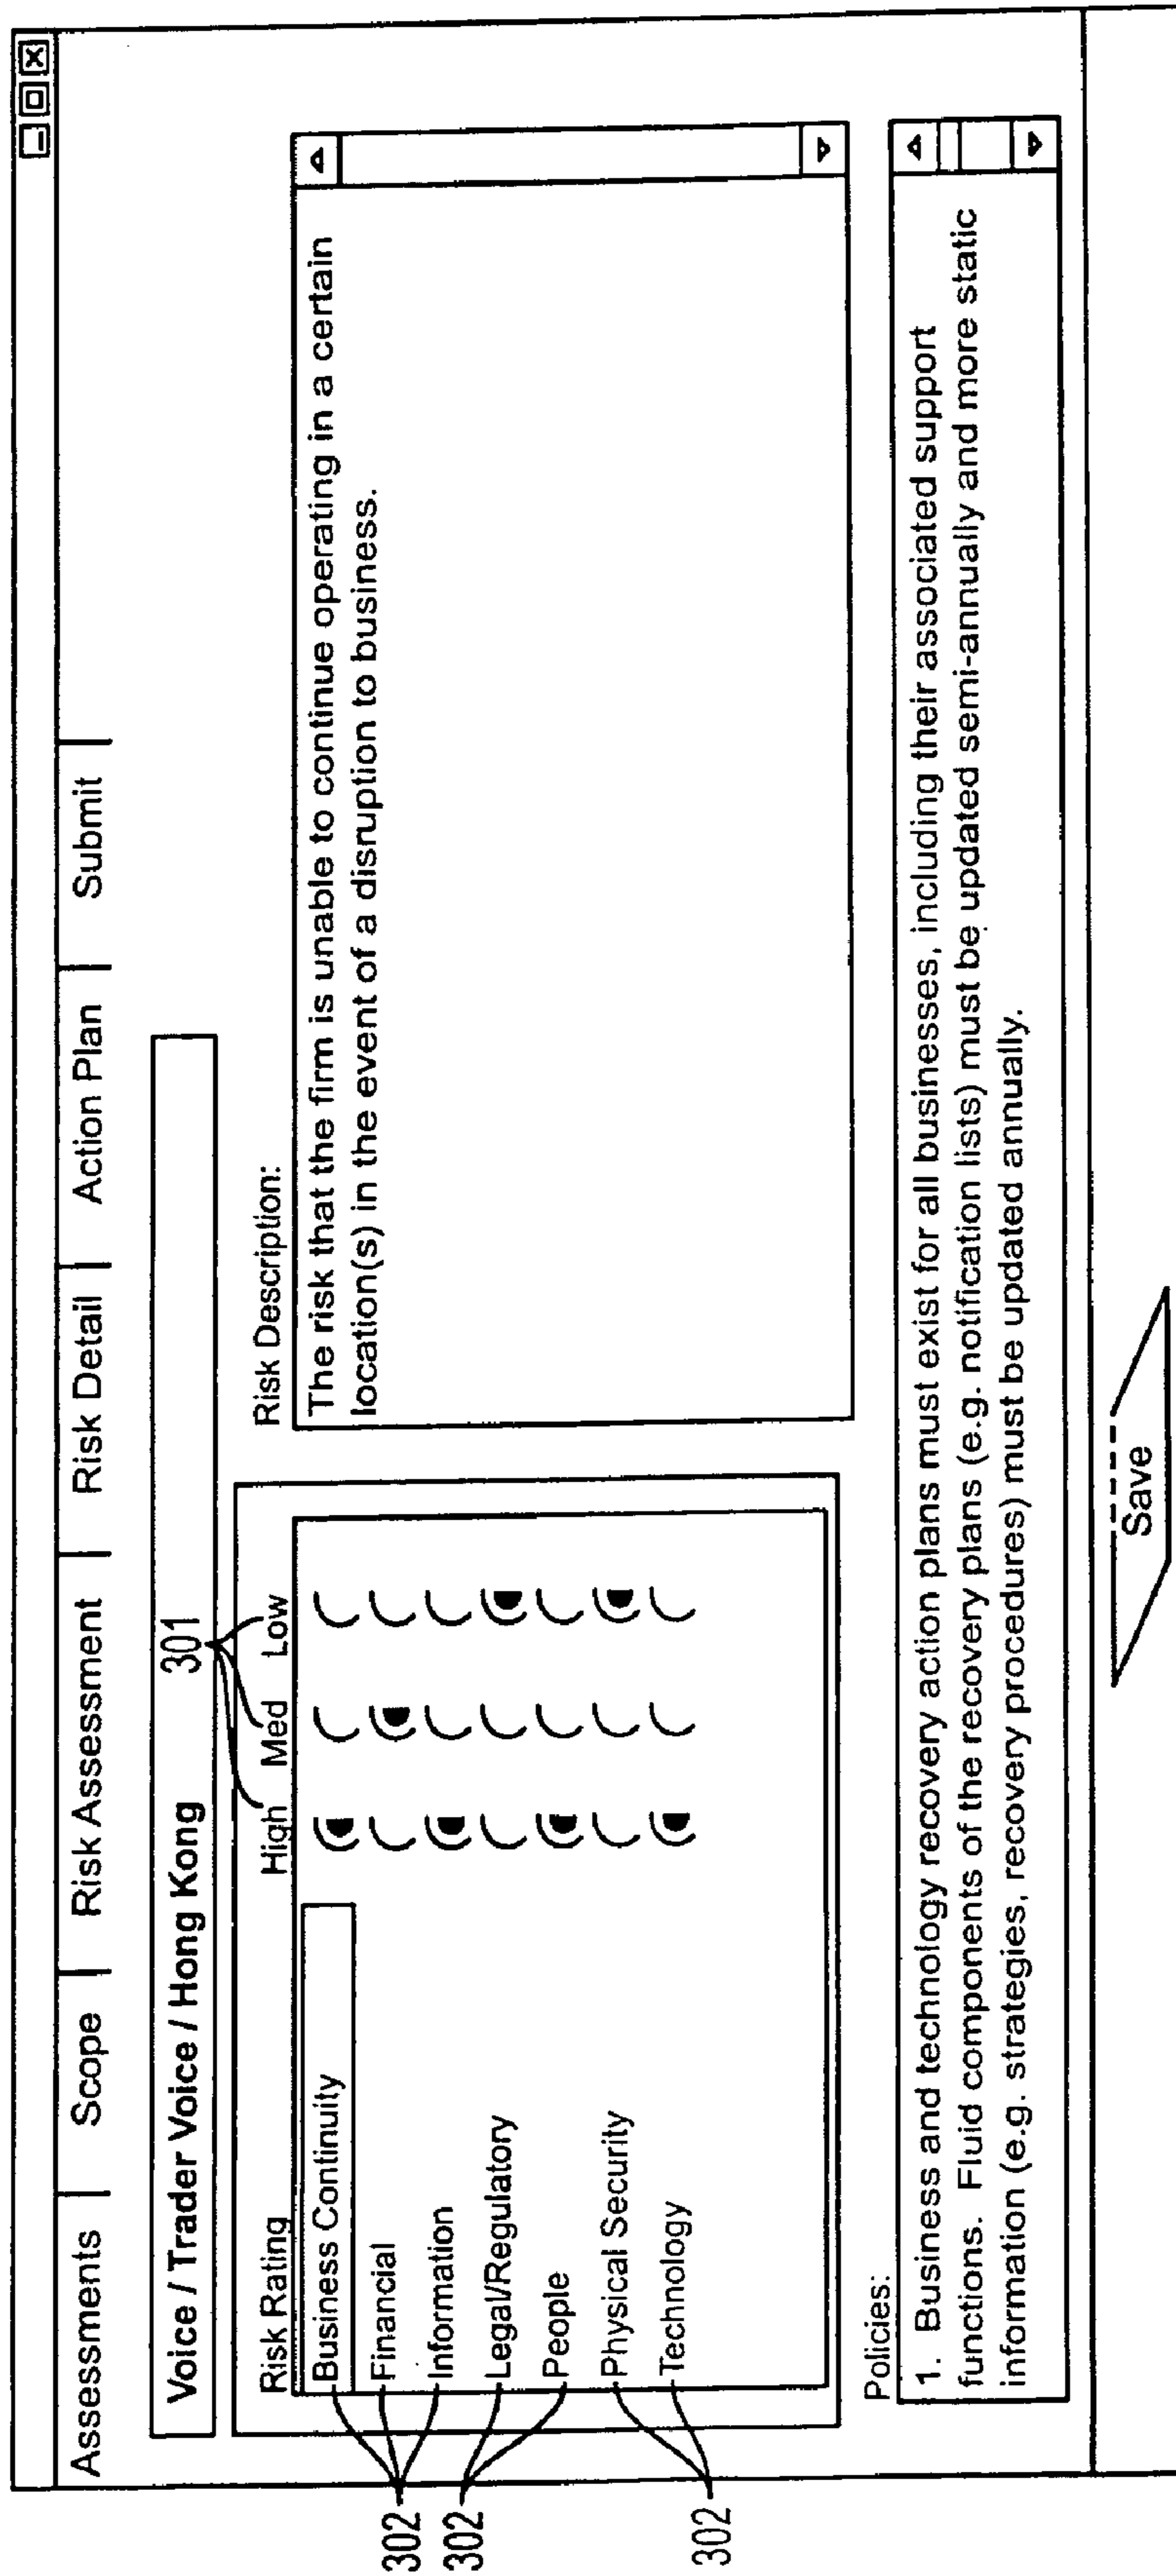 Assessments | Scope | Risk Assessment | Risk Detail | Action Plan | Submit |
Voice / Trader Voice / Hong Kong
301
Risk Rating High Med Low
Business Continuity
Financial
Information
Legal/Regulatory
People
Physical Security
Technology
302
302
302
Risk Description:
The risk that the firm is unable to continue operating in a certain
location(s) in the event of a disruption to business.
Policies:
1. Business and technology recovery action plans must exist for all businesses, including their associated support
functions. Fluid components of the recovery plans (e.g. notification lists) must be updated semi-annually and more static
information (e.g. strategies, recovery procedures) must be updated annually.
Save